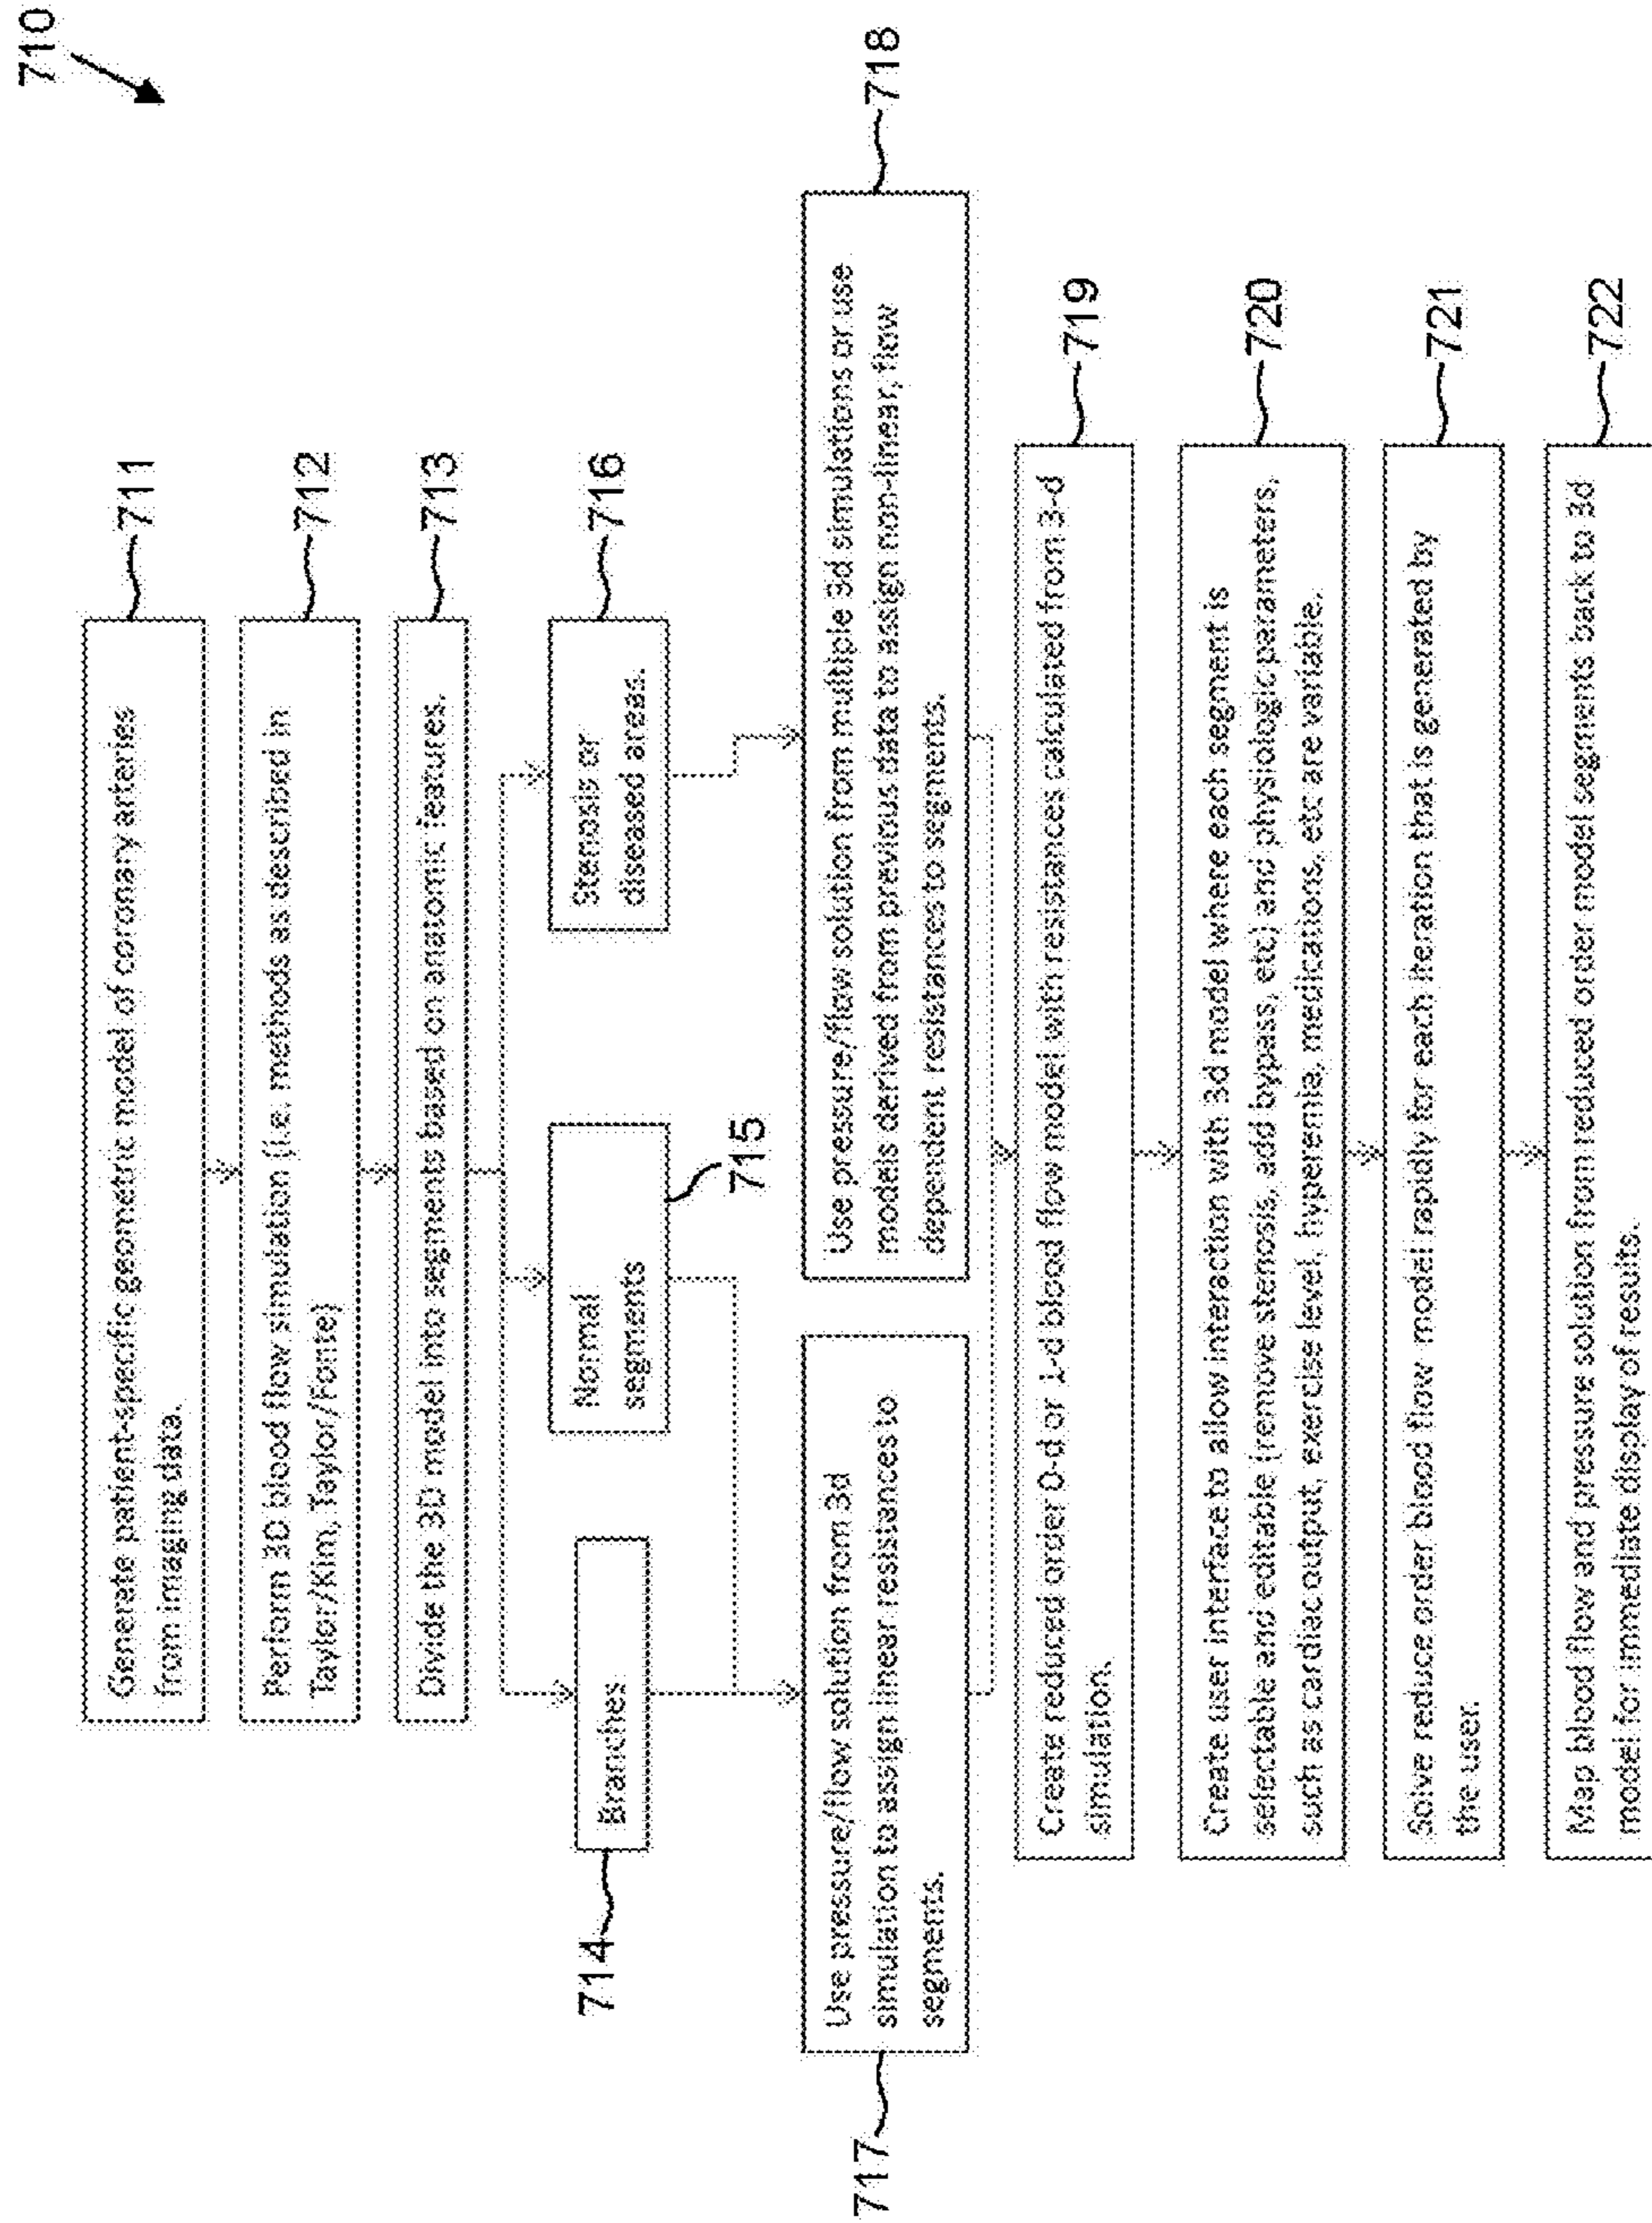 710
Generate patient-specific geometric model of coronary arteries
from imaging data.
711
Perform 3D blood flow simulation (i.e. methods as described in
Taylor/Kim, Taylor/Fonte)
712
Divide the 3D model into segments based on anatomic features.
713
714
Branches
Normal
segments
715
Stenosis or
diseased areas.
716
717
Use pressure/flow solution from 3d
simulation to assign linear resistances to
segments.
Use pressure/flow solution from multiple 3d simulations or use
models derived from previous data to assign non-linear, flow
dependent resistances to segments.
718
Create reduced order 0-d or 1-d blood flow model with resistances calculated from 3-d
simulation.
719
Create user interface to allow interaction with 3d model where each segment is
selectable and editable (remove stenosis, add bypass, etc) and physiologic parameters,
such as cardiac output, exercise level, hyperemia, medications, etc are variable.
720
Solve reduce order blood flow model rapidly for each iteration that is generated by
the user.
721
Map blood flow and pressure solution from reduced order model segments back to 3d
model for immediate display of results.
722